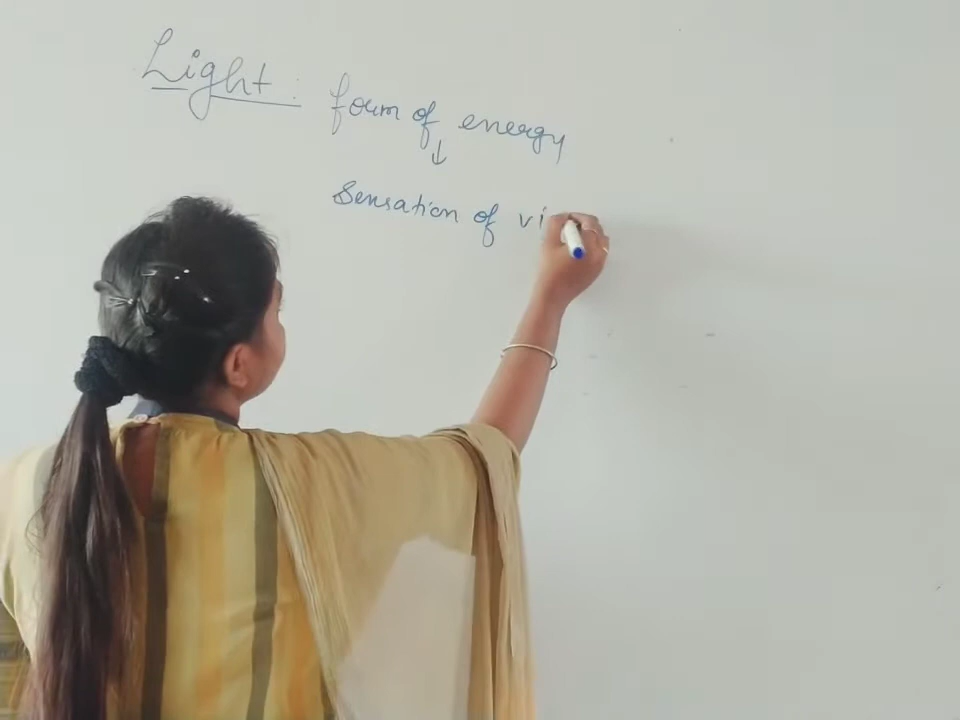 Light : form of energy
↓
Sensation of vi